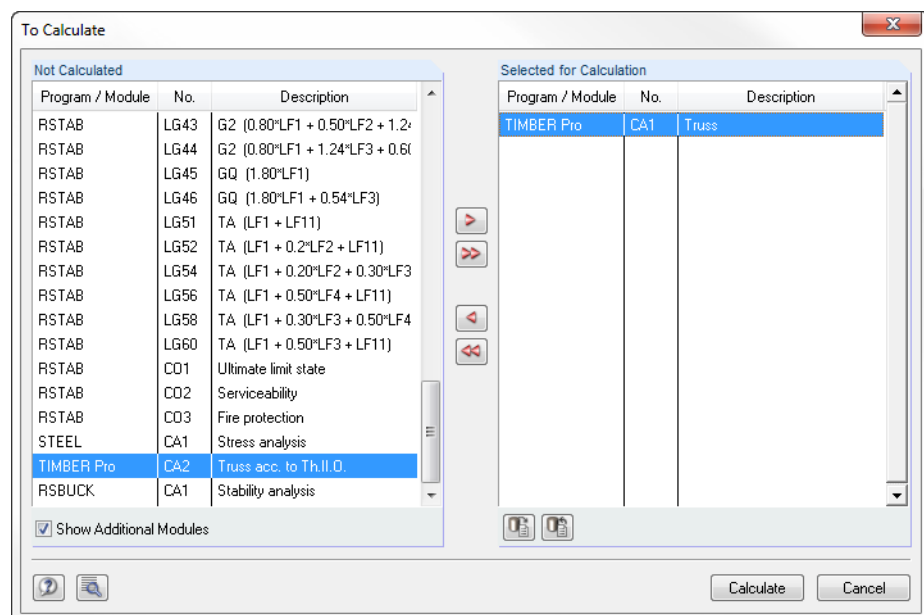 To Calculate
Not Calculated
Program / Module No. Description
RSTAB LG43 G2 (0.80*LF1 + 0.50*LF2 + 1.24
RSTAB LG44 G2 (0.80*LF1 + 1.24*LF3 + 0.60
RSTAB LG45 GQ (1.80*LF1)
RSTAB LG46 GQ (1.80*LF1 + 0.54*LF3)
RSTAB LG51 TA (LF1 + LF11)
RSTAB LG52 TA (LF1 + 0.2*LF2 + LF11)
RSTAB LG54 TA (LF1 + 0.20*LF2 + 0.30*LF3
RSTAB LG56 TA (LF1 + 0.50*LF4 + LF11)
RSTAB LG58 TA (LF1 + 0.30*LF3 + 0.50*LF4
RSTAB LG60 TA (LF1 + 0.50*LF3 + LF11)
RSTAB CO1 Ultimate limit state
RSTAB CO2 Serviceability
RSTAB CO3 Fire protection
STEEL CA1 Stress analysis
TIMBER Pro CA2 Truss acc. to Th.II.O.
RSBUCK CA1 Stability analysis
Show Additional Modules
Selected for Calculation
Program / Module No. Description
TIMBER Pro CA1 Truss
Calculate Cancel